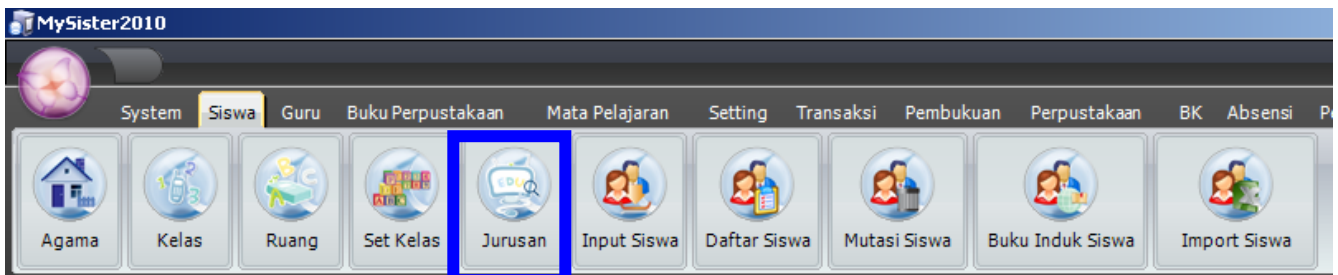 MySister2010
System Siswa Guru Buku Perpustakaan Mata Pelajaran Setting Transaksi Pembukuan Perpustakaan BK Absensi
EDU
Agama Kelas Ruang Set Kelas Jurusan Input Siswa Daftar Siswa Mutasi Siswa Buku Induk Siswa Import Siswa